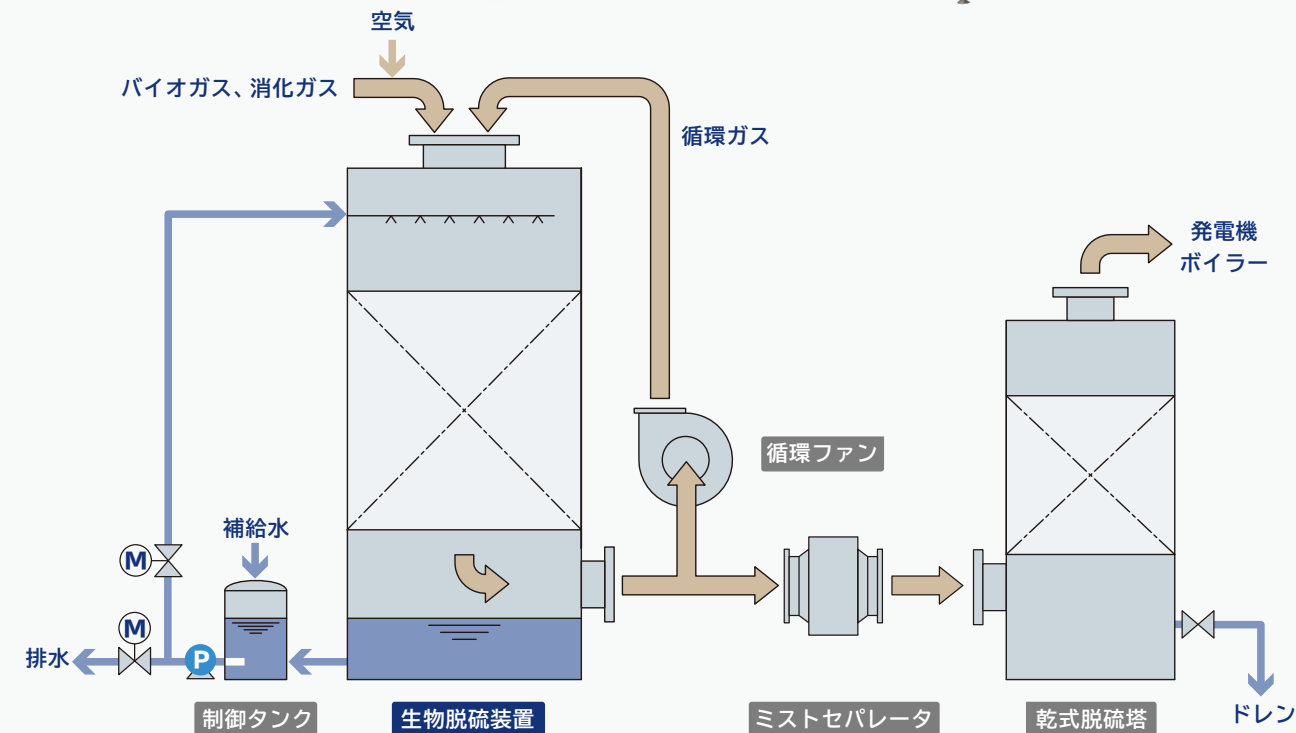 空気
バイオガス、消化ガス
循環ガス
発電機
ボイラー
循環ファン
補給水
M
M
排水
P
制御タンク
生物脱硫装置
ミストセパレータ
乾式脱硫塔
ドレン